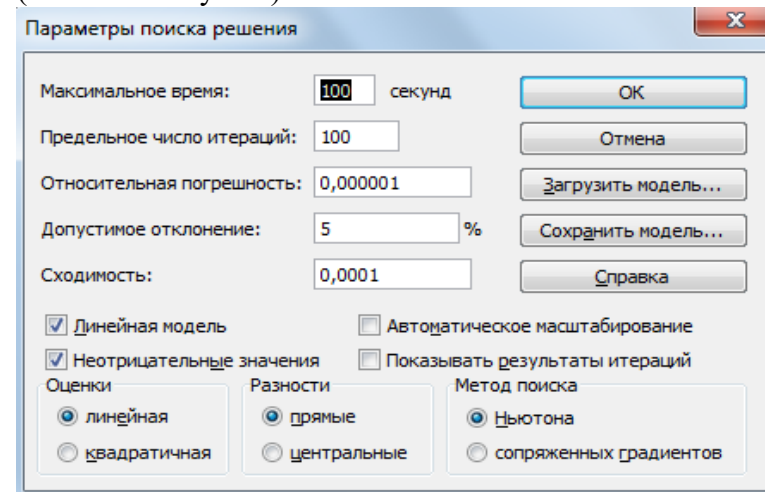 Параметры поиска решения
Максимальное время: 100 секунд
OK
Предельное число итераций: 100
Отмена
Относительная погрешность: 0,000001
Загрузить модель...
Допустимое отклонение: 5 %
Сохранить модель...
Сходимость: 0,0001
Справка
Линейная модель
Автоматическое масштабирование
Неотрицательные значения
Показывать результаты итераций
Оценки
Разности
Метод поиска
линейная
прямые
Ньютона
квадратичная
центральные
сопряженных градиентов